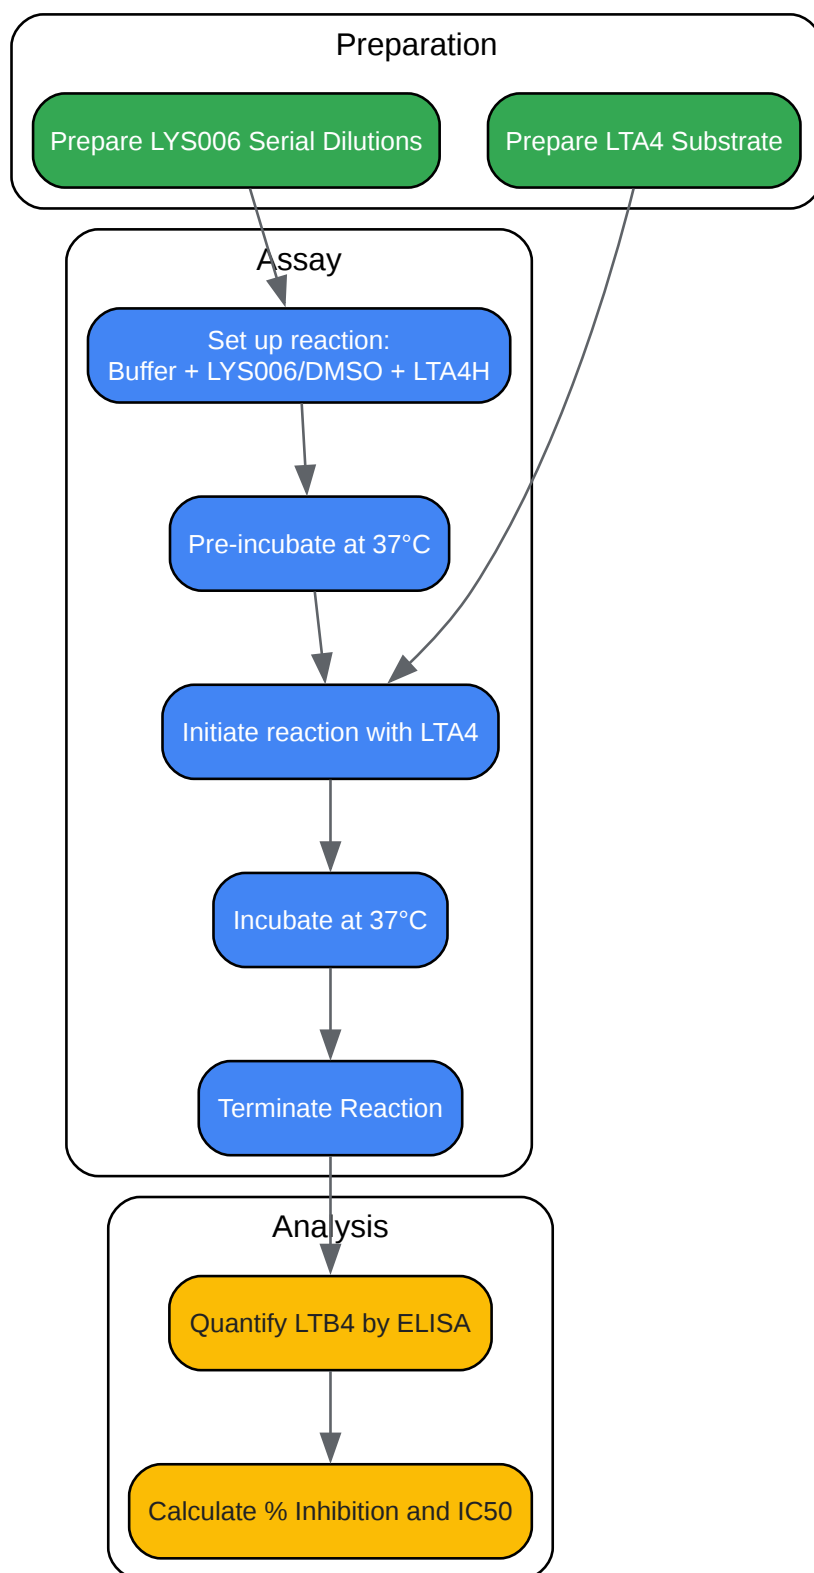 Preparation
Prepare LYS006 Serial Dilutions
Prepare LTA4 Substrate
Assay
Set up reaction:
Buffer + LYS006/DMSO + LTA4H
Pre-incubate at 37°C
Initiate reaction with LTA4
Incubate at 37°C
Terminate Reaction
Analysis
Quantify LTB4 by ELISA
Calculate % Inhibition and IC50